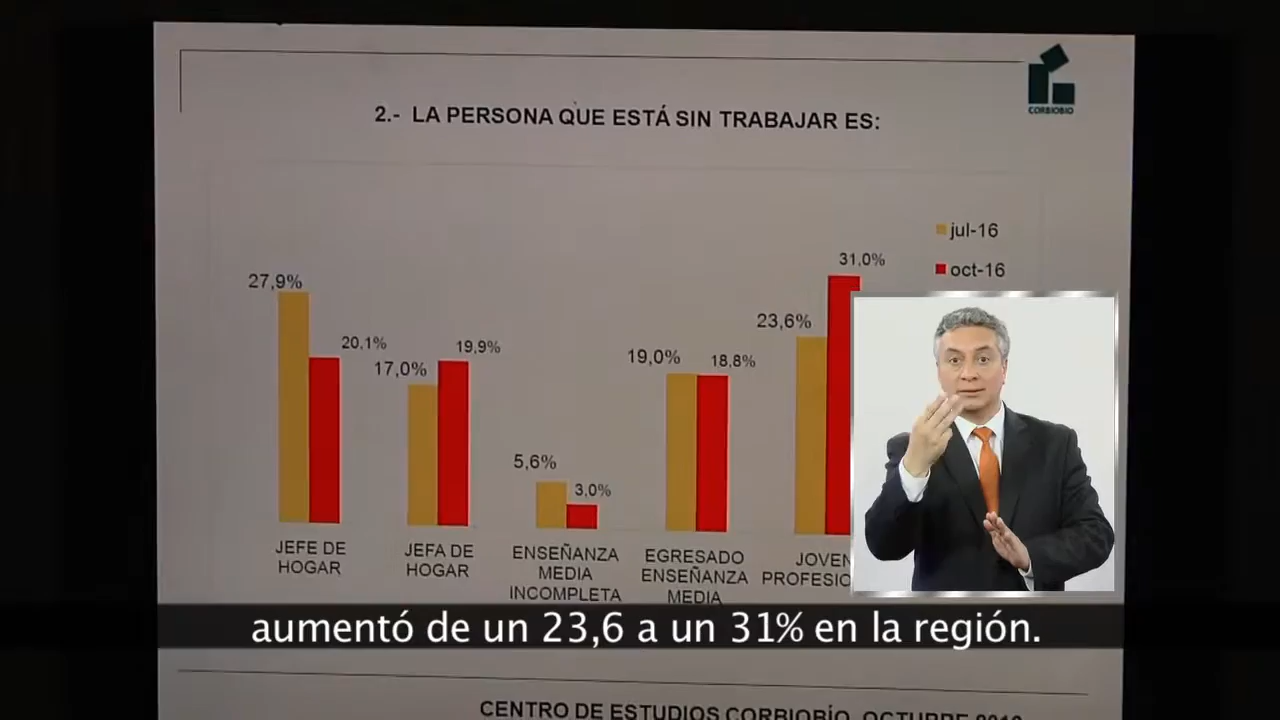 CORBIOBIO
2.- LA PERSONA QUE ESTÁ SIN TRABAJAR ES:
jul-16
oct-16
27,9%
20,1%
17,0%
19,9%
5,6%
3,0%
19,0%
18,8%
23,6%
31,0%
JEFE DE
HOGAR
JEFA DE
HOGAR
ENSEÑANZA
MEDIA
INCOMPLETA
EGRESADO
ENSEÑANZA
MEDIA
JOVEN
aumentó de un 23,6 a un 31% en la región.
CENTRO DE ESTUDIOS CORBIOBÍO, OCTUBRE